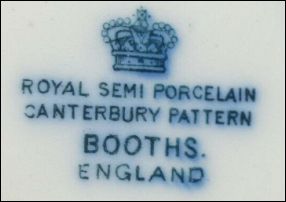 ROYAL SEMI PORCELAIN
CANTERBURY PATTERN
BOOTHS.
ENGLAND